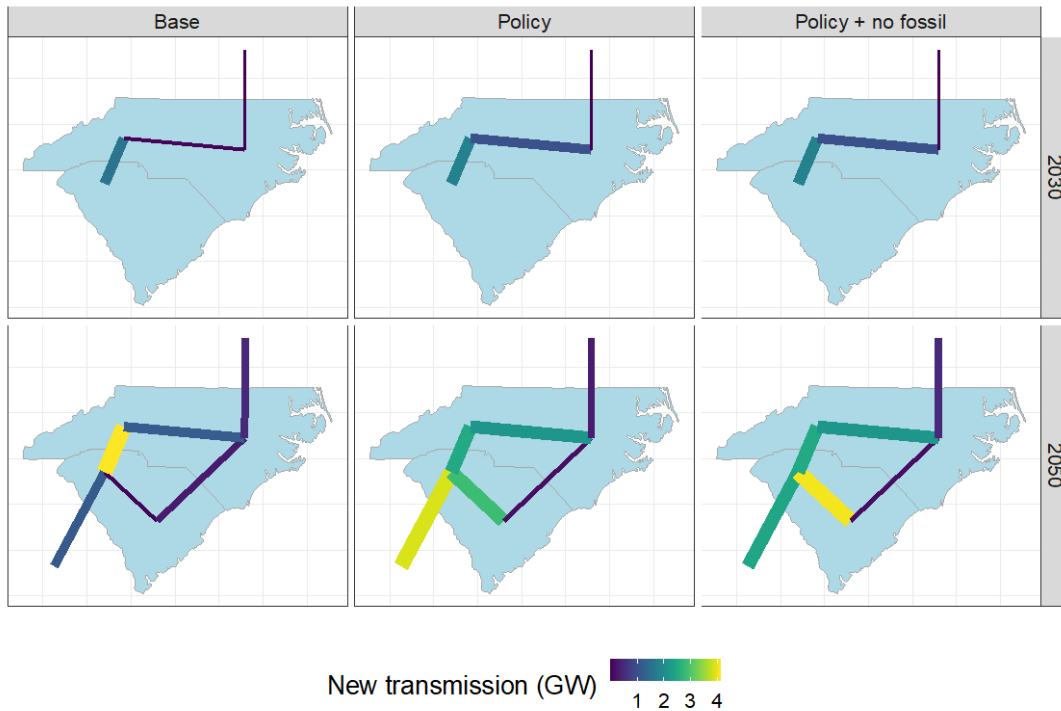 Base
Policy
Policy + no fossil
2030
2050
New transmission (GW)
1 2 3 4